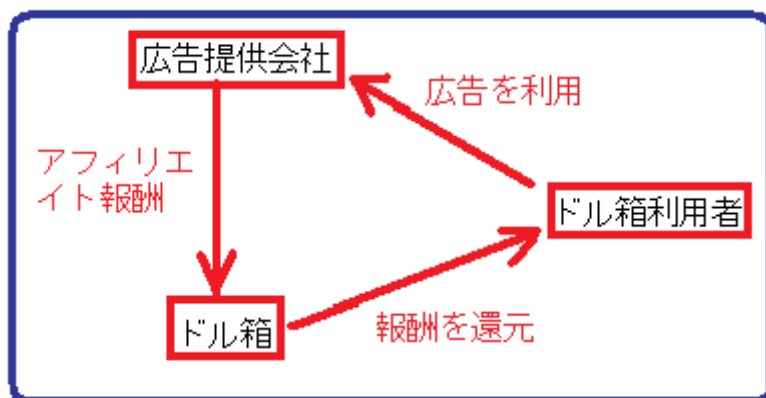 広告提供会社
広告を利用
アフィリエ
イト報酬
ドル箱利用者
ドル箱
報酬を還元